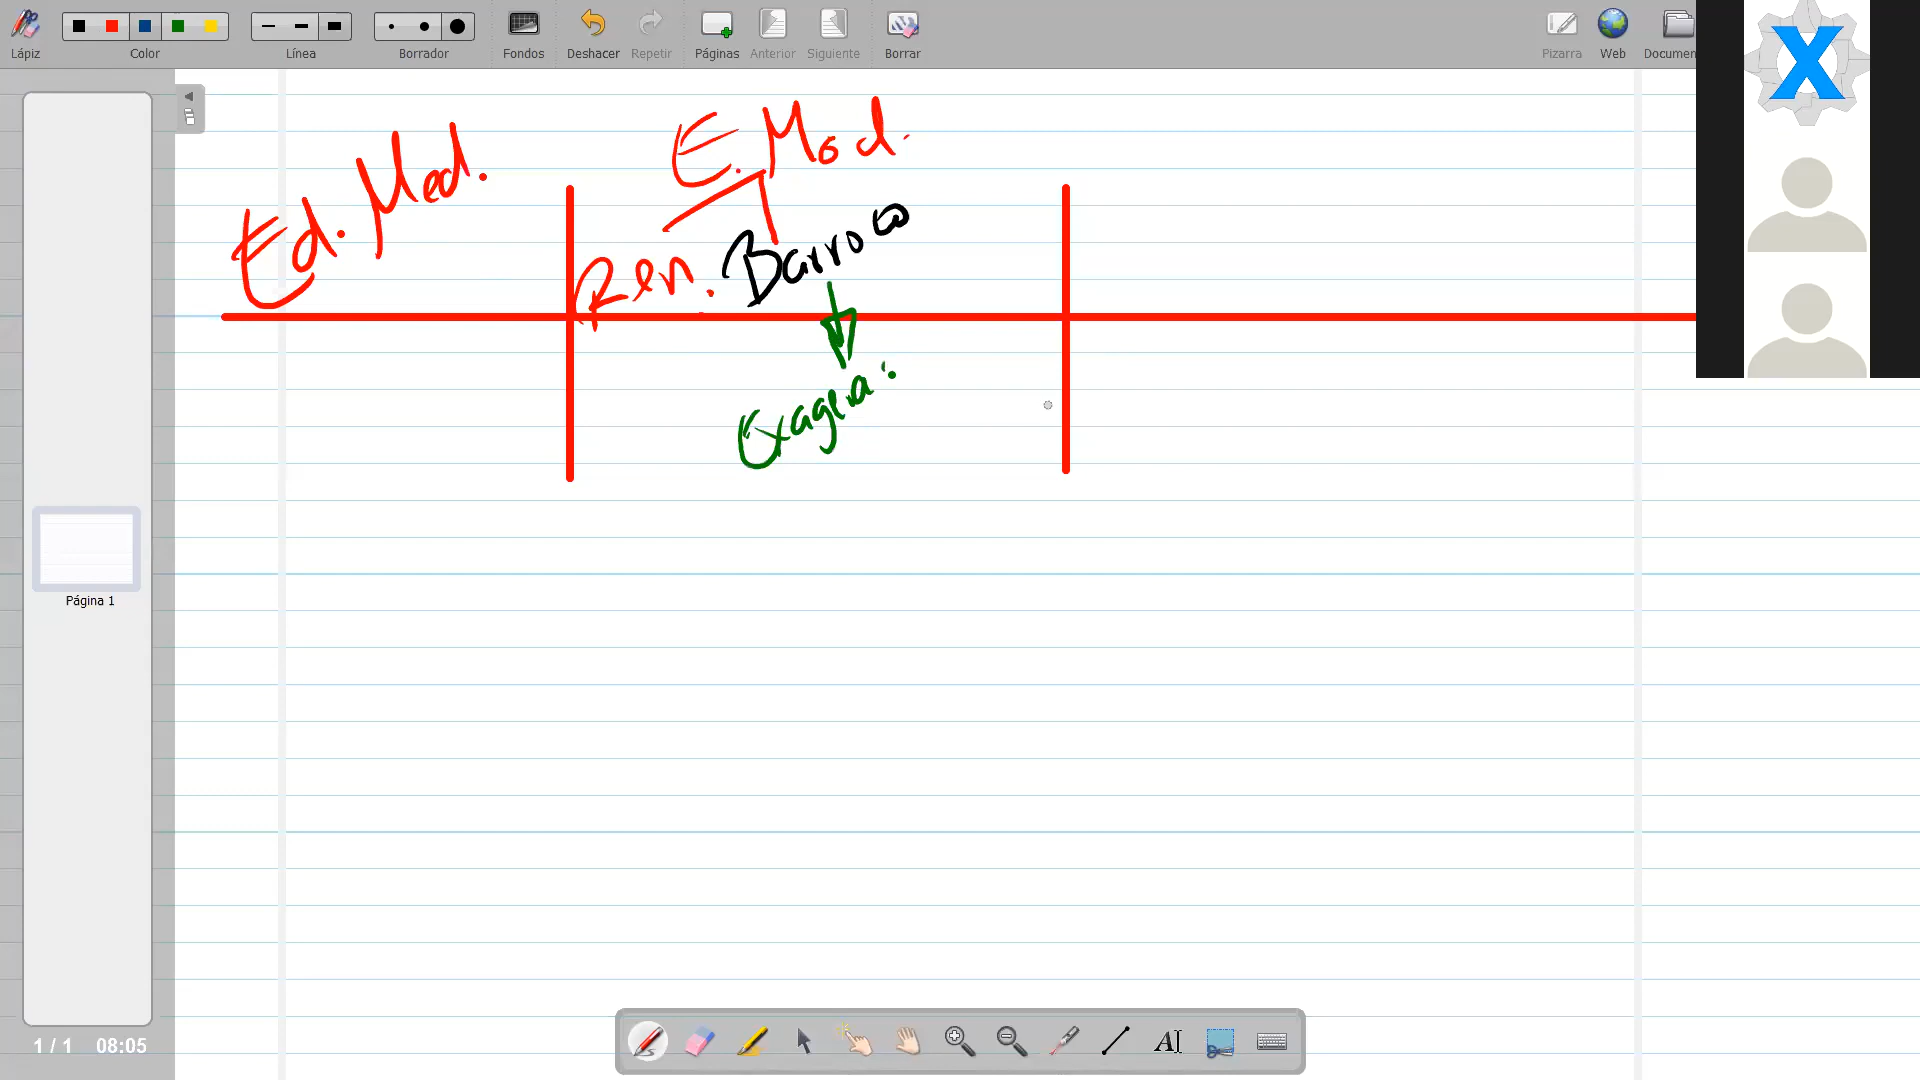 Lápiz Color Línea Borrador Fondos Deshacer Repetir Páginas Anterior Siguiente Borrar Pizarra Web Documen
X
E. Mod.
Ed. Med.
Ren. Barroco
Exagera:
Página 1
1 / 1 08:05
AI